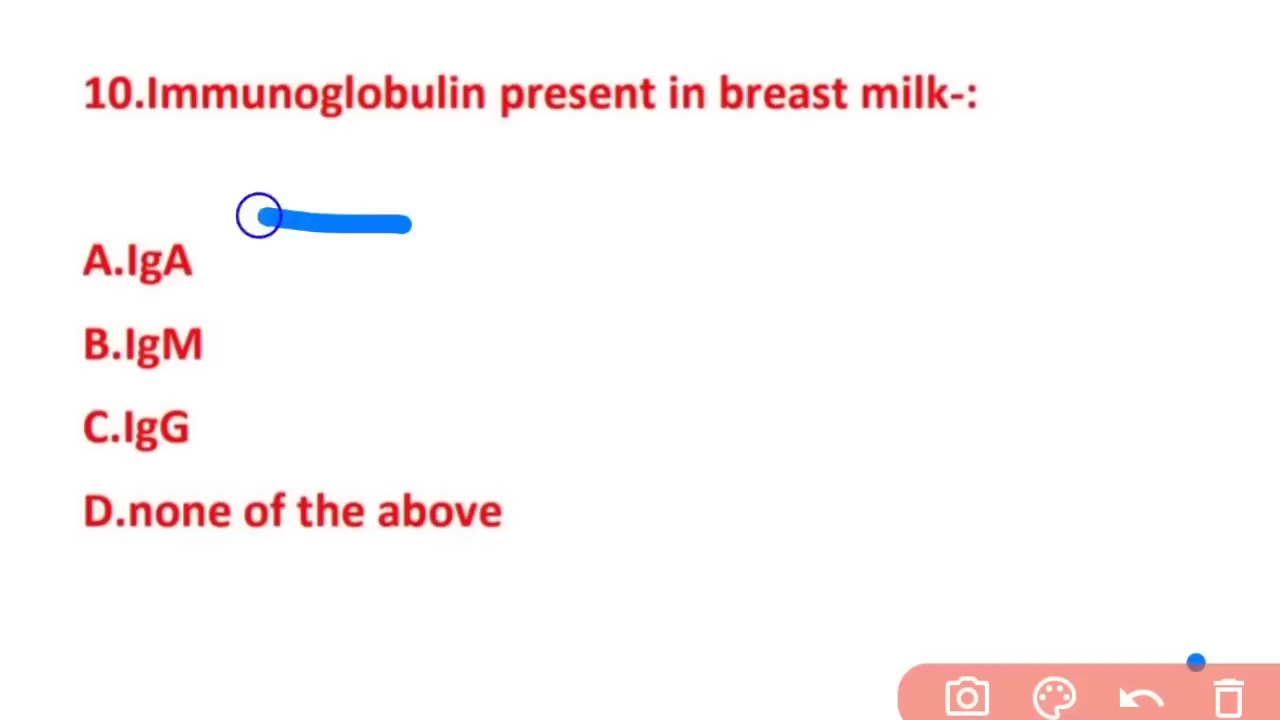 10.Immunoglobulin present in breast milk-:
A.IgA
B.IgM
C.IgG
D.none of the above